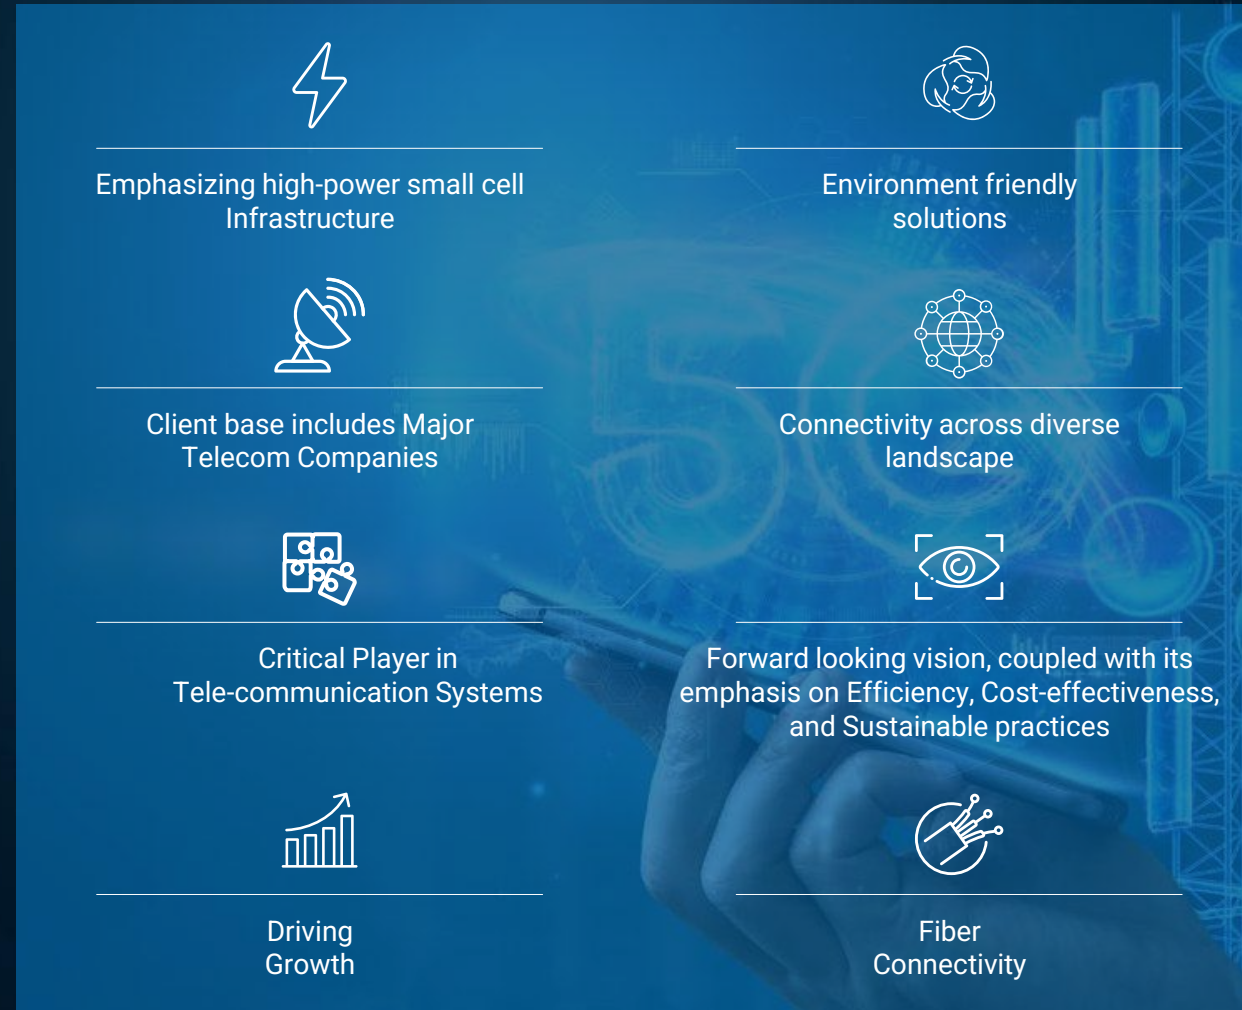 Emphasizing high-power small cell
Infrastructure
Environment friendly
solutions
Client base includes Major
Telecom Companies
Connectivity across diverse
landscape
Critical Player in
Tele-communication Systems
Forward looking vision, coupled with its
emphasis on Efficiency, Cost-effectiveness,
and Sustainable practices
Driving
Growth
Fiber
Connectivity
5G